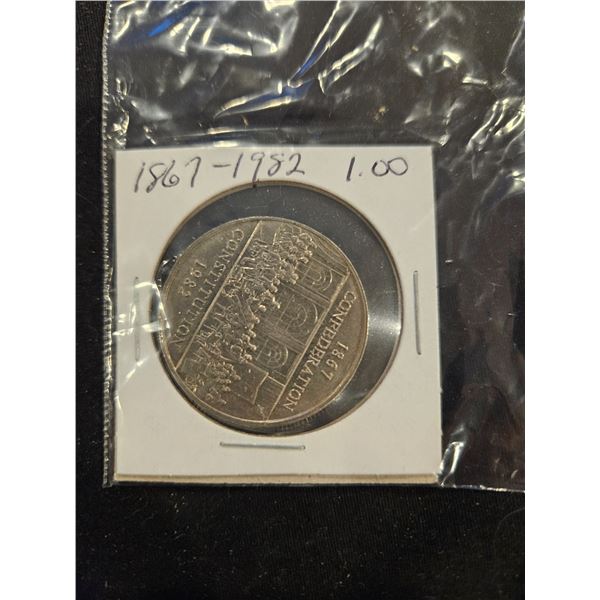 1867-1982 1.00
1867
CONFEDERATION
CONSTITUTION
1982